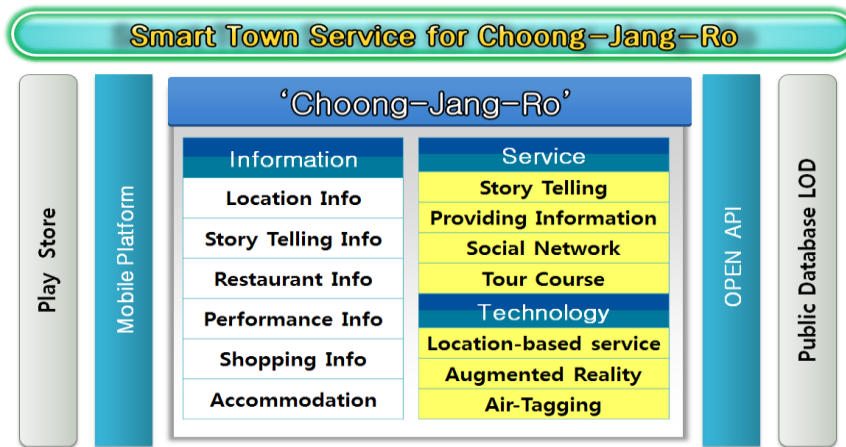 Smart Town Service for Choong-Jang-Ro
Play Store
Mobile Platform
'Choong-Jang-Ro'
Information
Location Info
Story Telling Info
Restaurant Info
Performance Info
Shopping Info
Accommodation
Service
Story Telling
Providing Information
Social Network
Tour Course
Technology
Location-based service
Augmented Reality
Air-Tagging
OPEN API
Public Database LOD